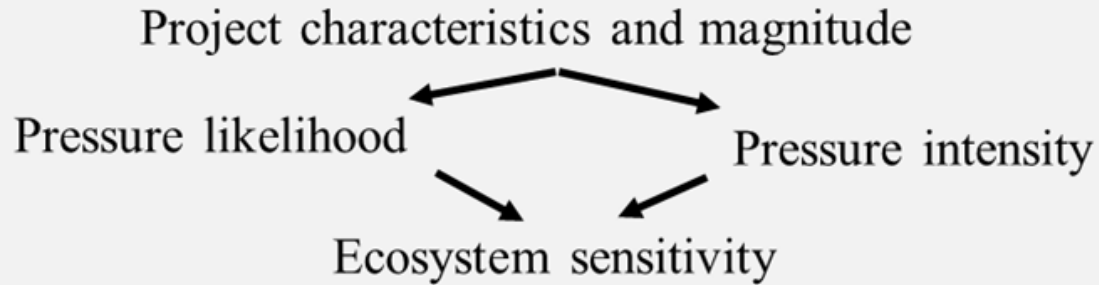 Project characteristics and magnitude
Pressure likelihood
Pressure intensity
Ecosystem sensitivity